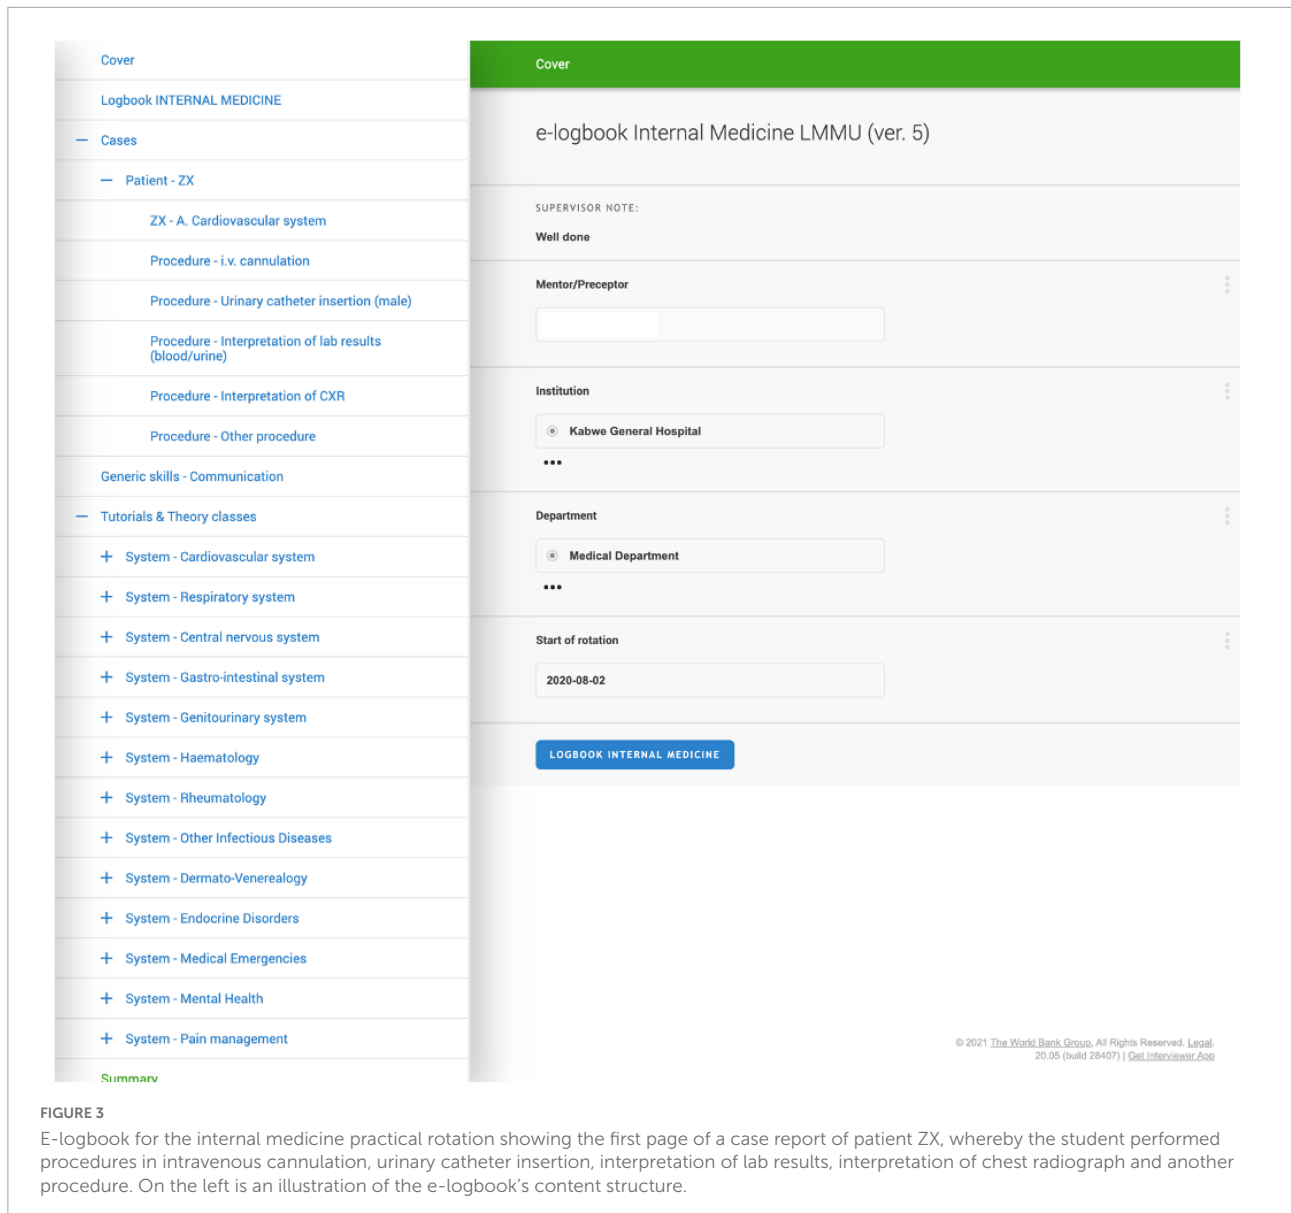 Cover
Logbook INTERNAL MEDICINE
Cases
Patient - ZX
ZX - A. Cardiovascular system
Procedure - i.v. cannulation
Procedure - Urinary catheter insertion (male)
Procedure - Interpretation of lab results
(blood/urine)
Procedure - Interpretation of CXR
Procedure - Other procedure
Generic skills - Communication
Tutorials & Theory classes
System - Cardiovascular system
System - Respiratory system
System - Central nervous system
System - Gastro-intestinal system
System - Genitourinary system
System - Haematology
System - Rheumatology
System - Other Infectious Diseases
System - Dermato-Venerealogy
System - Endocrine Disorders
System - Medical Emergencies
System - Mental Health
System - Pain management
Summary
Cover
e-logbook Internal Medicine LMMU (ver. 5)
SUPERVISOR NOTE:
Well done
Mentor/Preceptor
Institution
Kabwe General Hospital
Department
Medical Department
Start of rotation
2020-08-02
LOGBOOK INTERNAL MEDICINE
© 2021 The World Bank Group, All Rights Reserved. Legal.
20.05 (build 28407) | Get Interviewer App
FIGURE 3
E-logbook for the internal medicine practical rotation showing the first page of a case report of patient ZX, whereby the student performed
procedures in intravenous cannulation, urinary catheter insertion, interpretation of lab results, interpretation of chest radiograph and another
procedure. On the left is an illustration of the e-logbook's content structure.